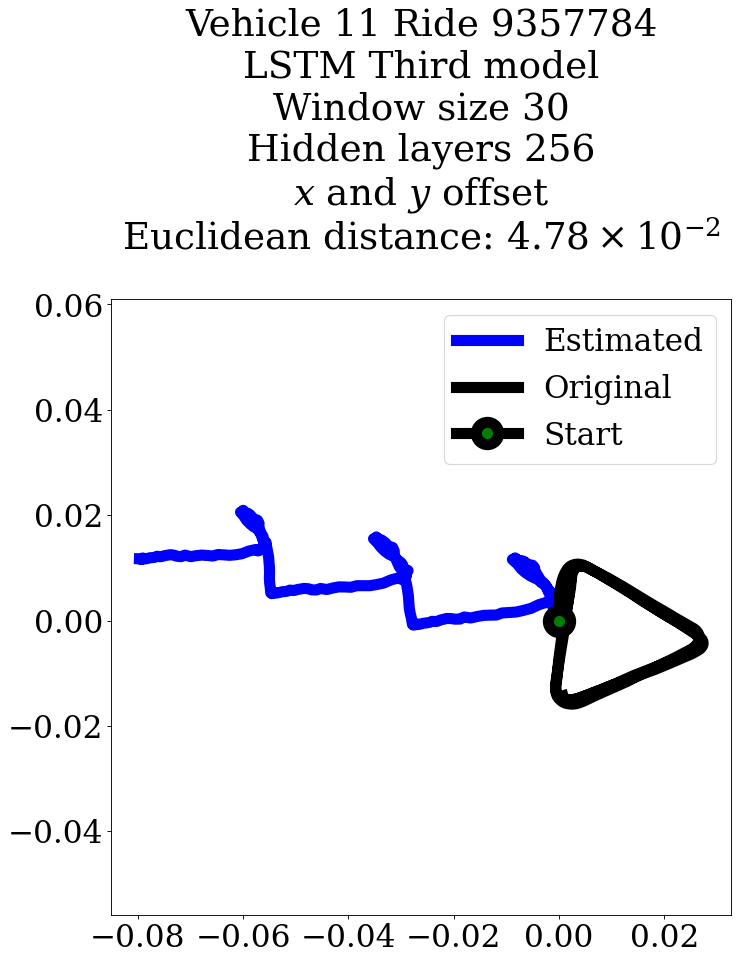 Vehicle 11 Ride 9357784
LSTM Third model
Window size 30
Hidden layers 256
x and y offset
Euclidean distance: 4.78 × 10⁻²
0.06
0.04
0.02
0.00
−0.02
−0.04
Estimated
Original
Start
−0.08 −0.06 −0.04 −0.02 0.00 0.02